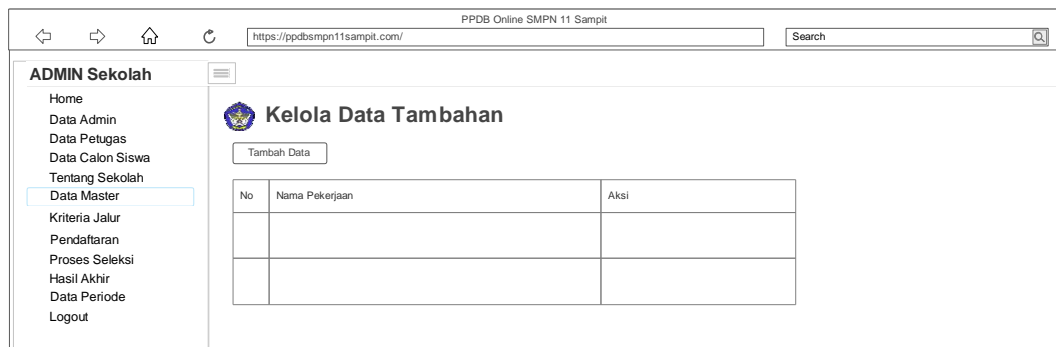 PPDB Online SMPN 11 Sampit
https://ppdbsmpn11sampit.com/ Search
ADMIN Sekolah
Home
Data Admin
Data Petugas
Data Calon Siswa
Tentang Sekolah
Data Master
Kriteria Jalur
Pendaftaran
Proses Seleksi
Hasil Akhir
Data Periode
Logout
Kelola Data Tambahan
Tambah Data
No Nama Pekerjaan Aksi